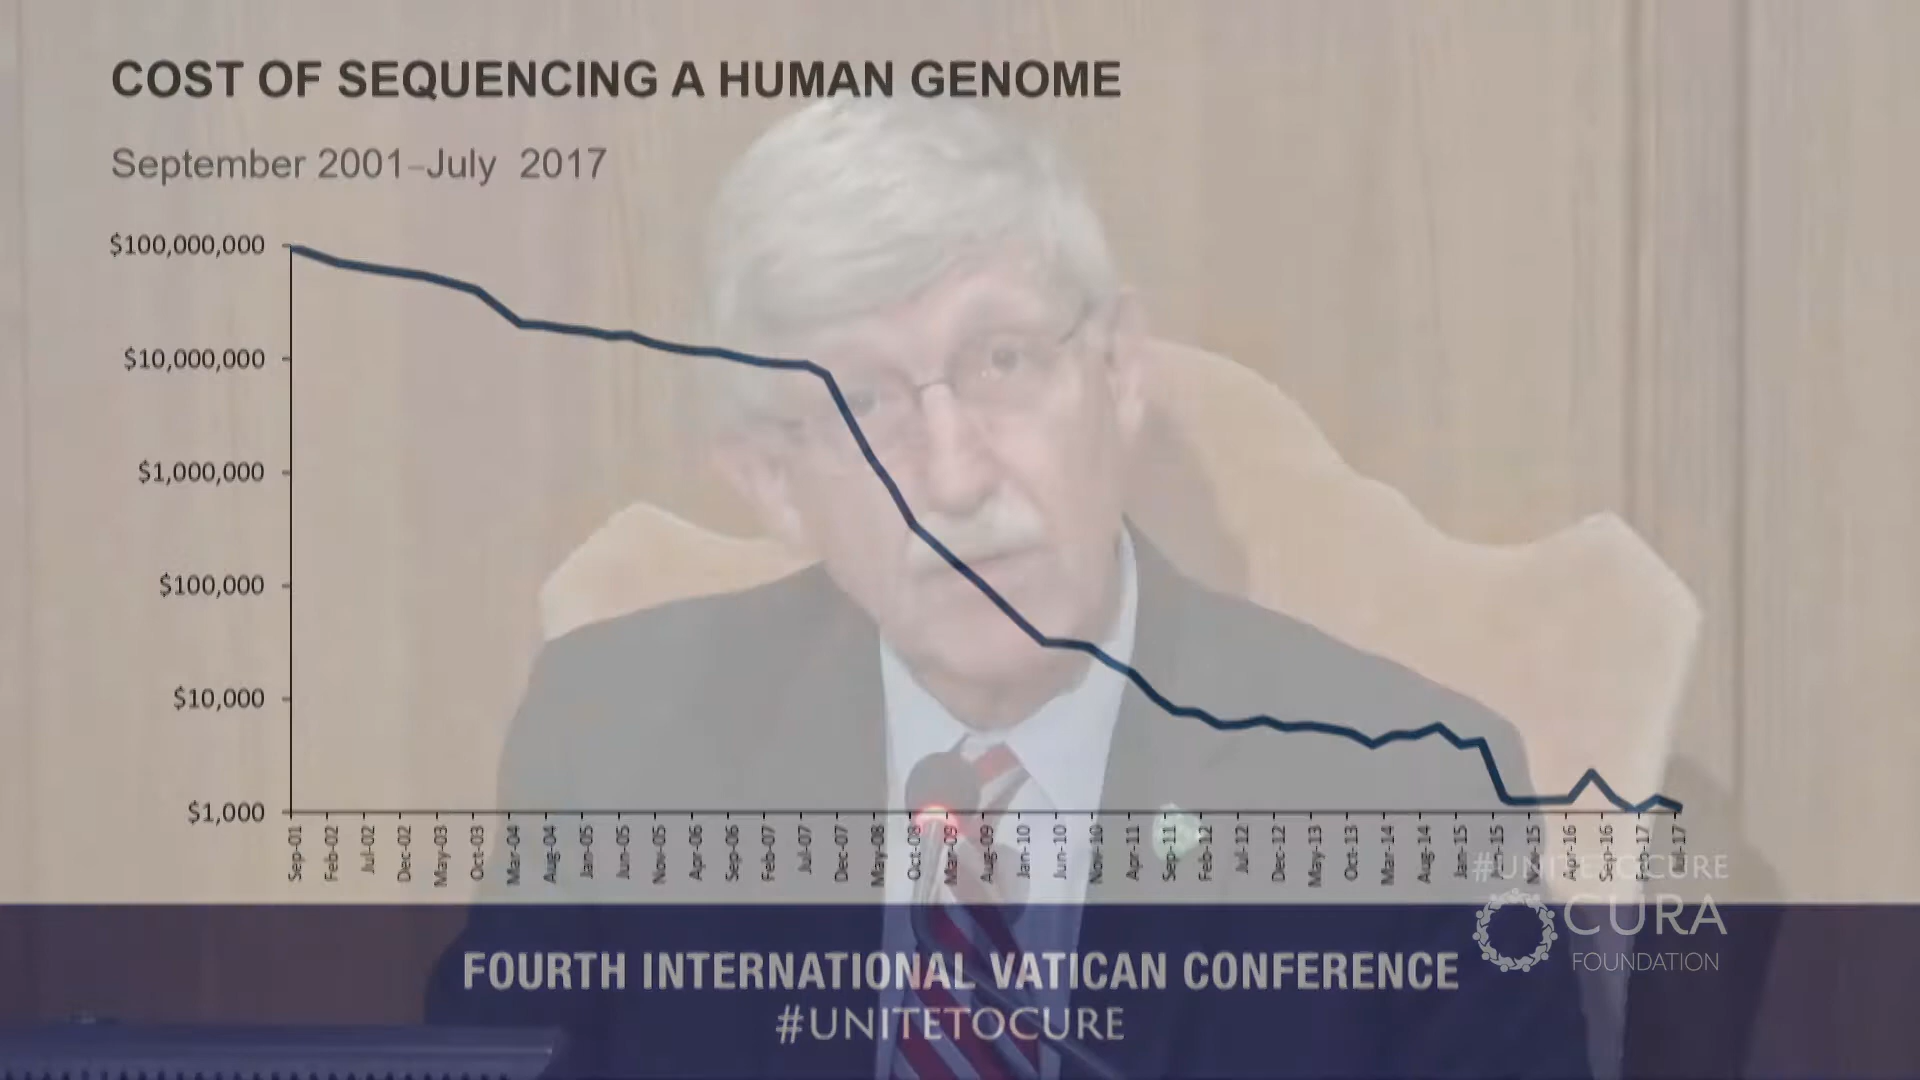 COST OF SEQUENCING A HUMAN GENOME
September 2001–July 2017
$100,000,000
$10,000,000
$1,000,000
$100,000
$10,000
$1,000
Sep-01
Feb-02
Jul-02
Dec-02
May-03
Oct-03
Mar-04
Aug-04
Jan-05
Jun-05
Nov-05
Apr-06
Sep-06
Feb-07
Jul-07
Dec-07
May-08
Oct-08
Mar-09
Aug-09
Jan-10
Jun-10
Nov-10
Apr-11
Sep-11
Feb-12
Jul-12
Dec-12
May-13
Oct-13
Mar-14
Aug-14
Jan-15
Apr-16
Sep-16
Feb-17
#UNITETOCURE
CURA
FOUNDATION
FOURTH INTERNATIONAL VATICAN CONFERENCE
#UNITETOCURE